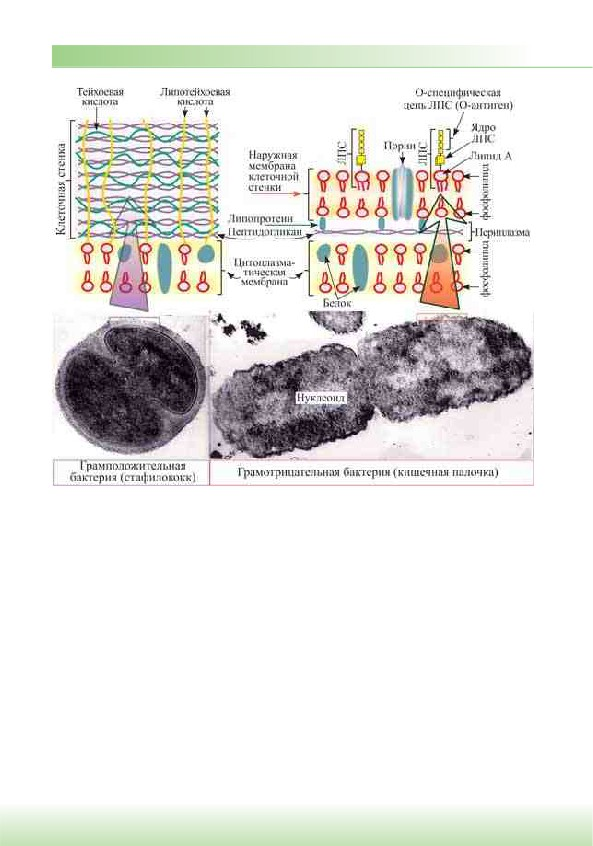 Тейхоевая
кислота
Липотейхоевая
кислота
Клеточная стенка
О-специфическая
цепь ЛПС (О-антиген)
Ядро
ЛПС
Липид А
Порин
ЛПС
ЛПС
Наружная
мембрана
клеточной
стенки
фосфолипид
Липопротеин
Пептидогликан
Периплазма
Цитоплазма-
тическая
мембрана
фосфолипид
Белок
Нуклеоид
Грамположительная
бактерия (стафилококк)
Грамотрицательная бактерия (кишечная палочка)